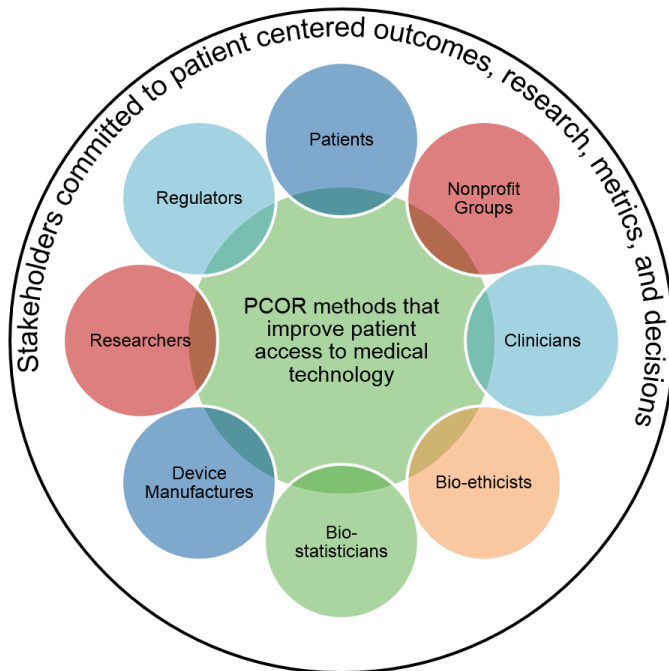 Stakeholders committed to patient centered outcomes, research, metrics, and decisions
Patients
Nonprofit
Groups
Clinicians
Bio-ethicists
Bio-
statisticians
Device
Manufactures
Researchers
Regulators
PCOR methods that
improve patient
access to medical
technology